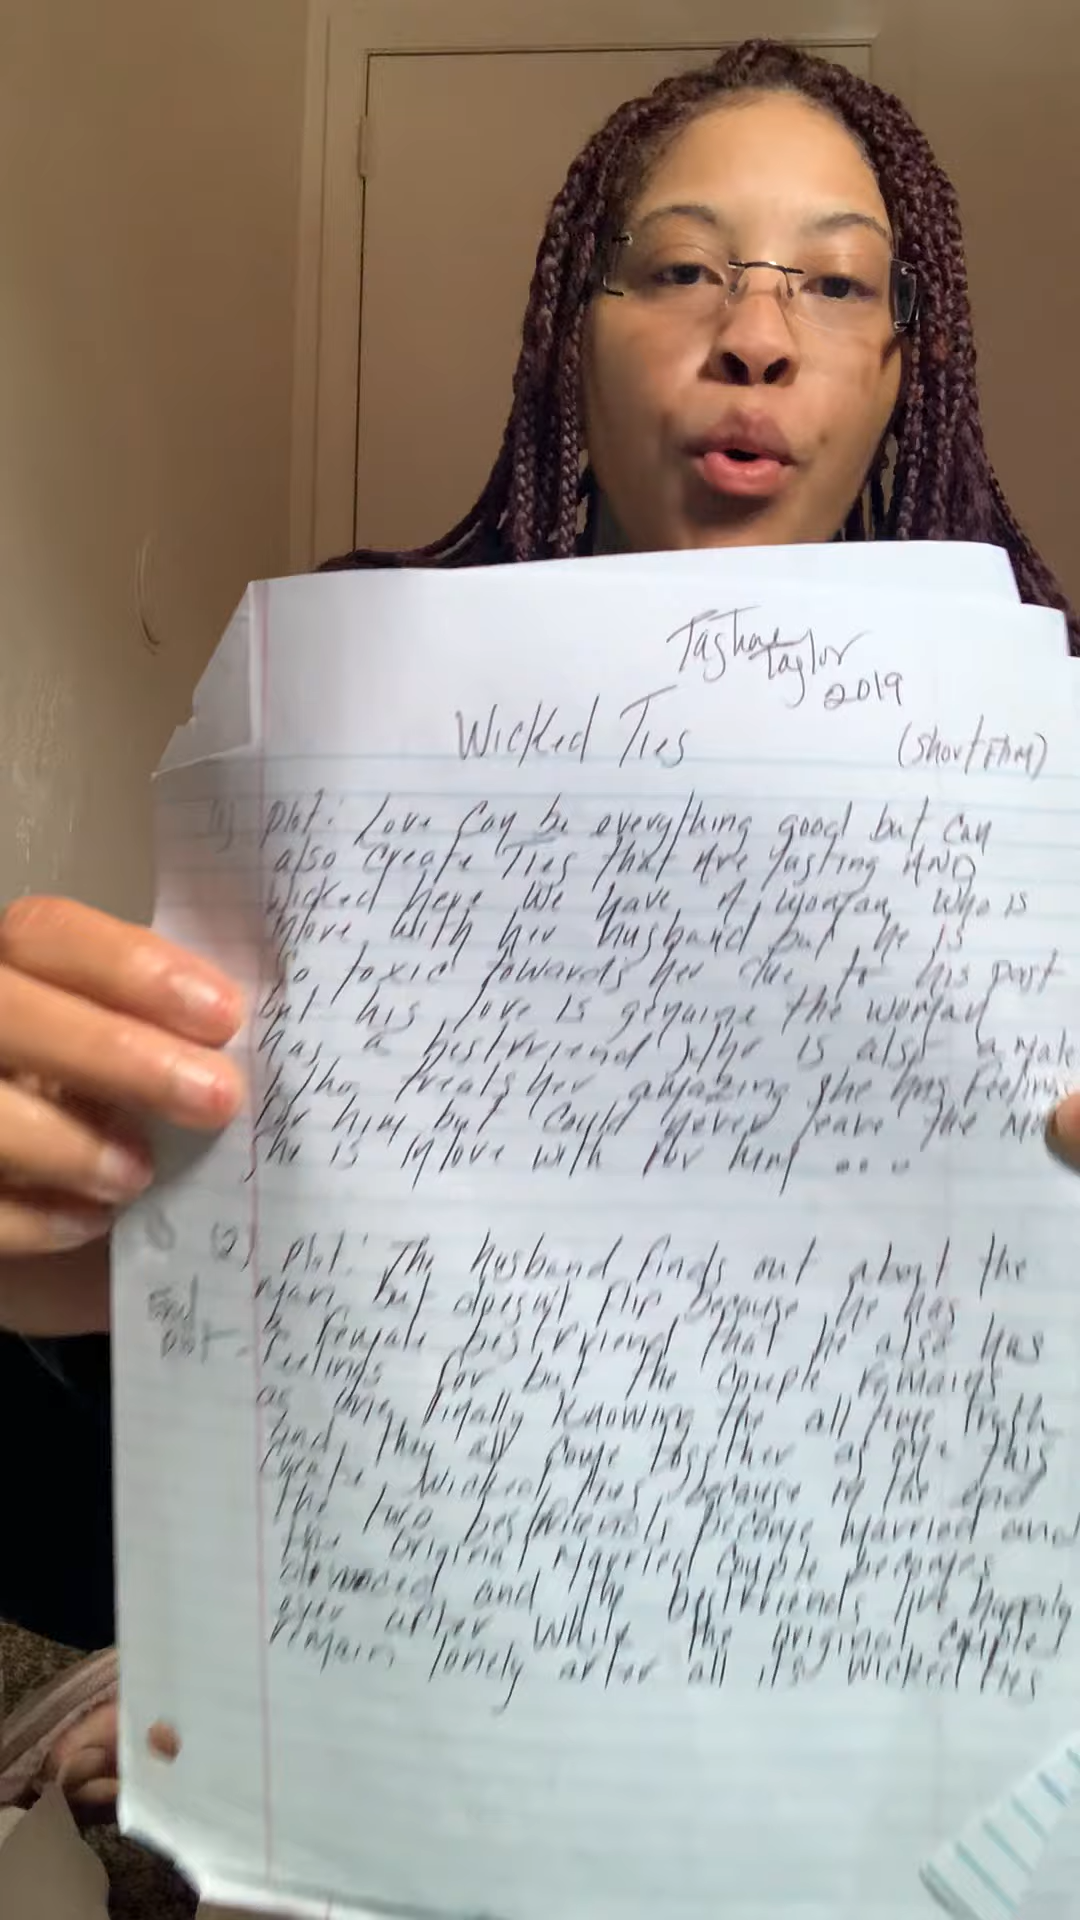 Tashae
Taylor
2019
Wicked Ties
(Short Film)
(1) Plot: Love can be everything good but can
also create Ties that Are lasting AND
wicked here we have A woman who is
Inlove with her husband but he is
so toxic towards her due to his past
but his love is genuine the woman
has a bestfriend who is also a male
who treats her amazing she has feelings
for him but could never leave the man
she is Inlove with for him ...
(2) Plot: The husband finds out about the
man but doesn't flip because he has
a female bestfriend that he also has
feelings for but the couple remains
as one finally knowing the all time truth
and they all come together as one this
create wicked ties because in the end
the two bestfriends become married and
the original married couple becomes
divorced and the bestfriends live happily
ever after while the original couple
remain lonely after all its wicked ties